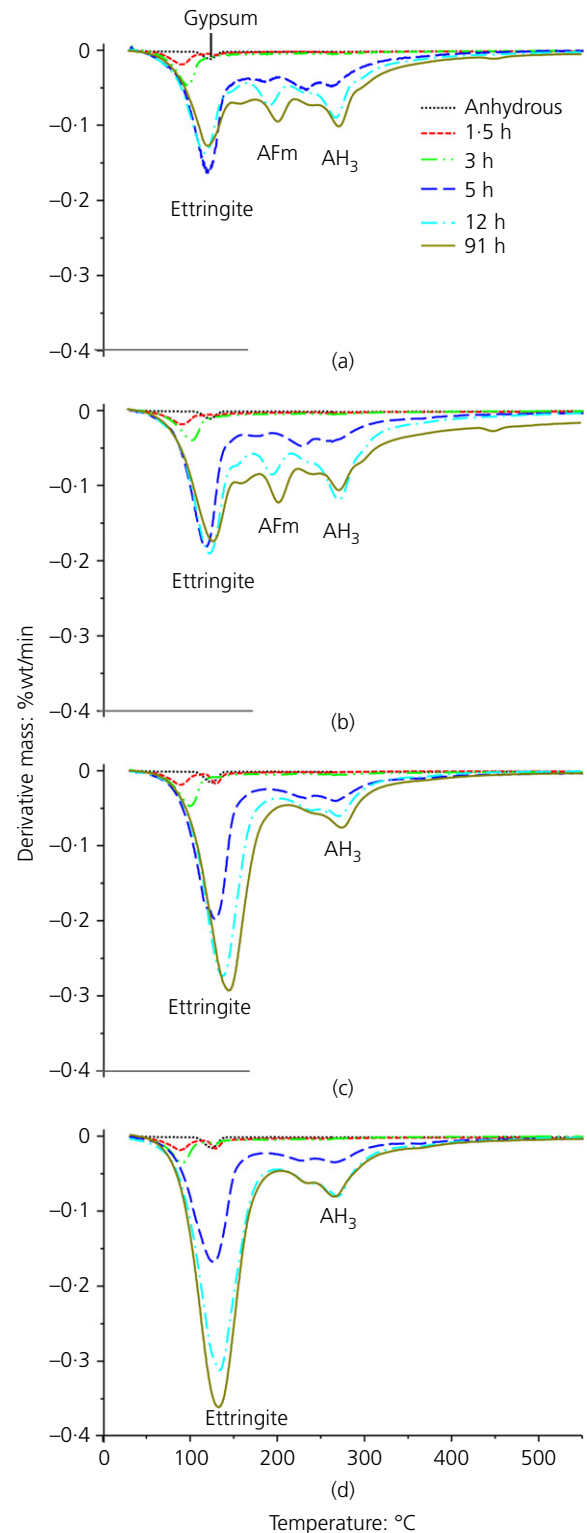 Gypsum
0
–0·1
–0·2
–0·3
–0·4
Anhydrous
1·5 h
3 h
5 h
12 h
91 h
AFm
AH₃
Ettringite
(a)
0
–0·1
–0·2
–0·3
–0·4
AFm
AH₃
Ettringite
(b)
Derivative mass: %wt/min
0
–0·1
–0·2
–0·3
–0·4
AH₃
Ettringite
(c)
0
–0·1
–0·2
–0·3
–0·4
AH₃
Ettringite
0 100 200 300 400 500
(d)
Temperature: °C